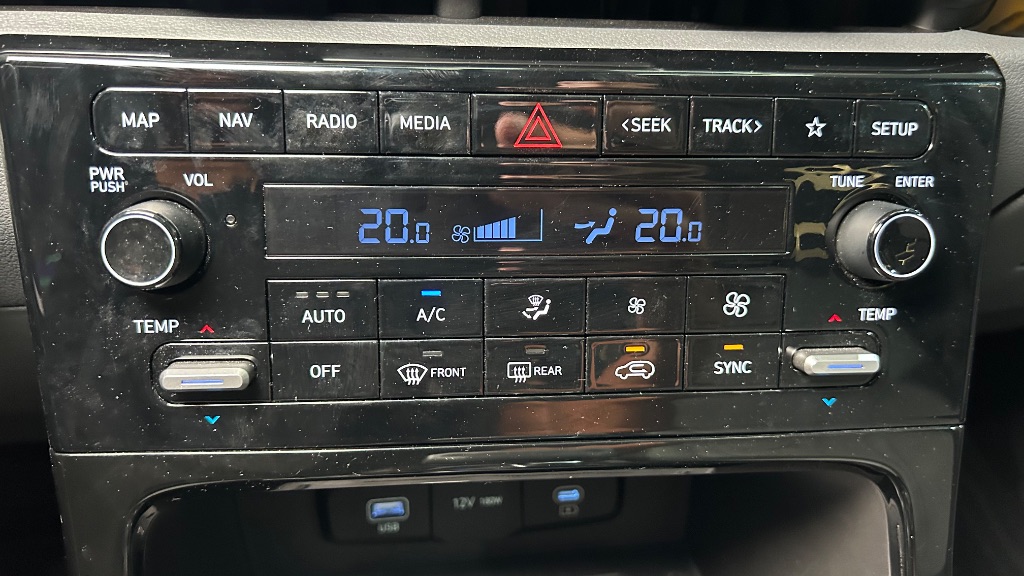 MAP NAV RADIO MEDIA <SEEK TRACK> SETUP
PWR
PUSH
VOL
TUNE
ENTER
20.0 20.0
AUTO A/C
TEMP
TEMP
OFF FRONT REAR SYNC
USB
12V 180W